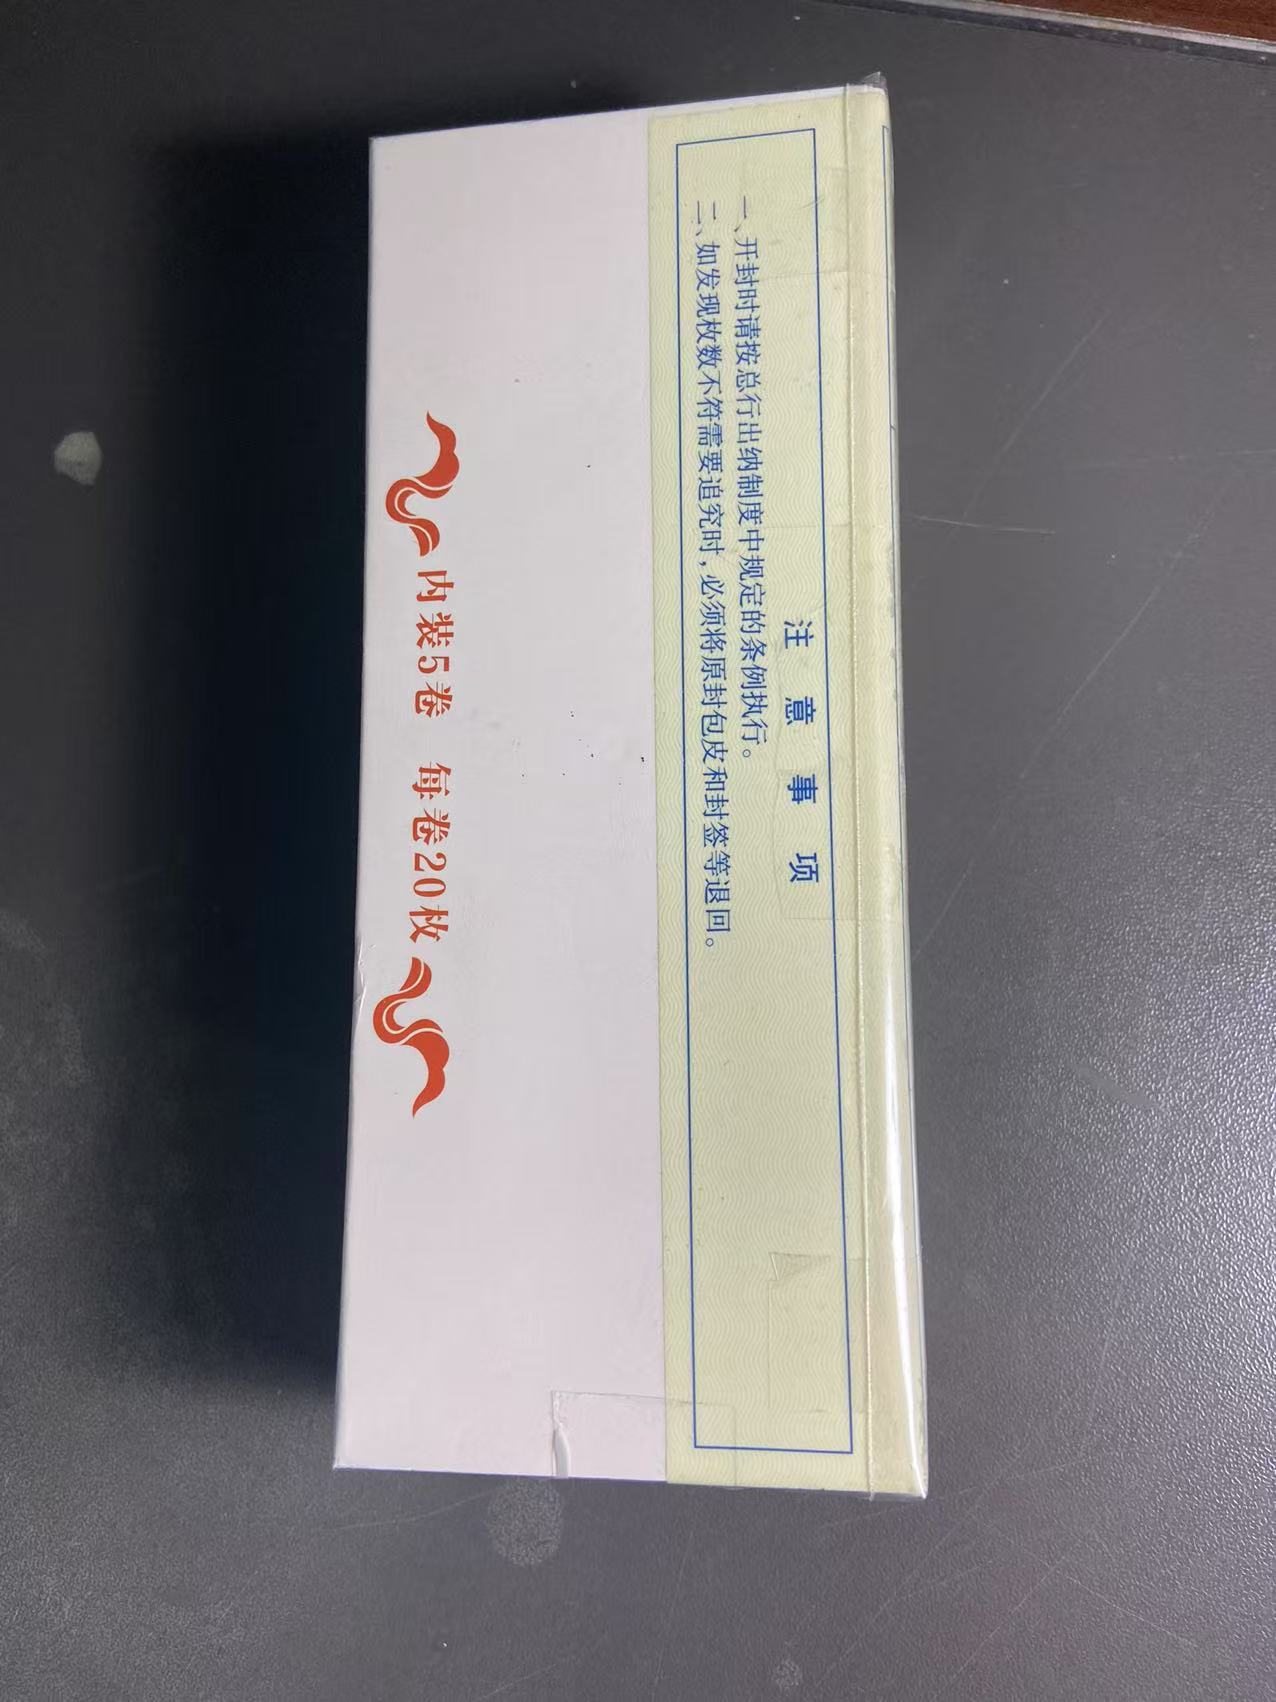 注意事项
一、开封时请按总行出纳制度中规定的条例执行。
二、如发现枚数不符需要追究时，必须将原封包皮和封签等退回。
内装5卷 每卷20枚